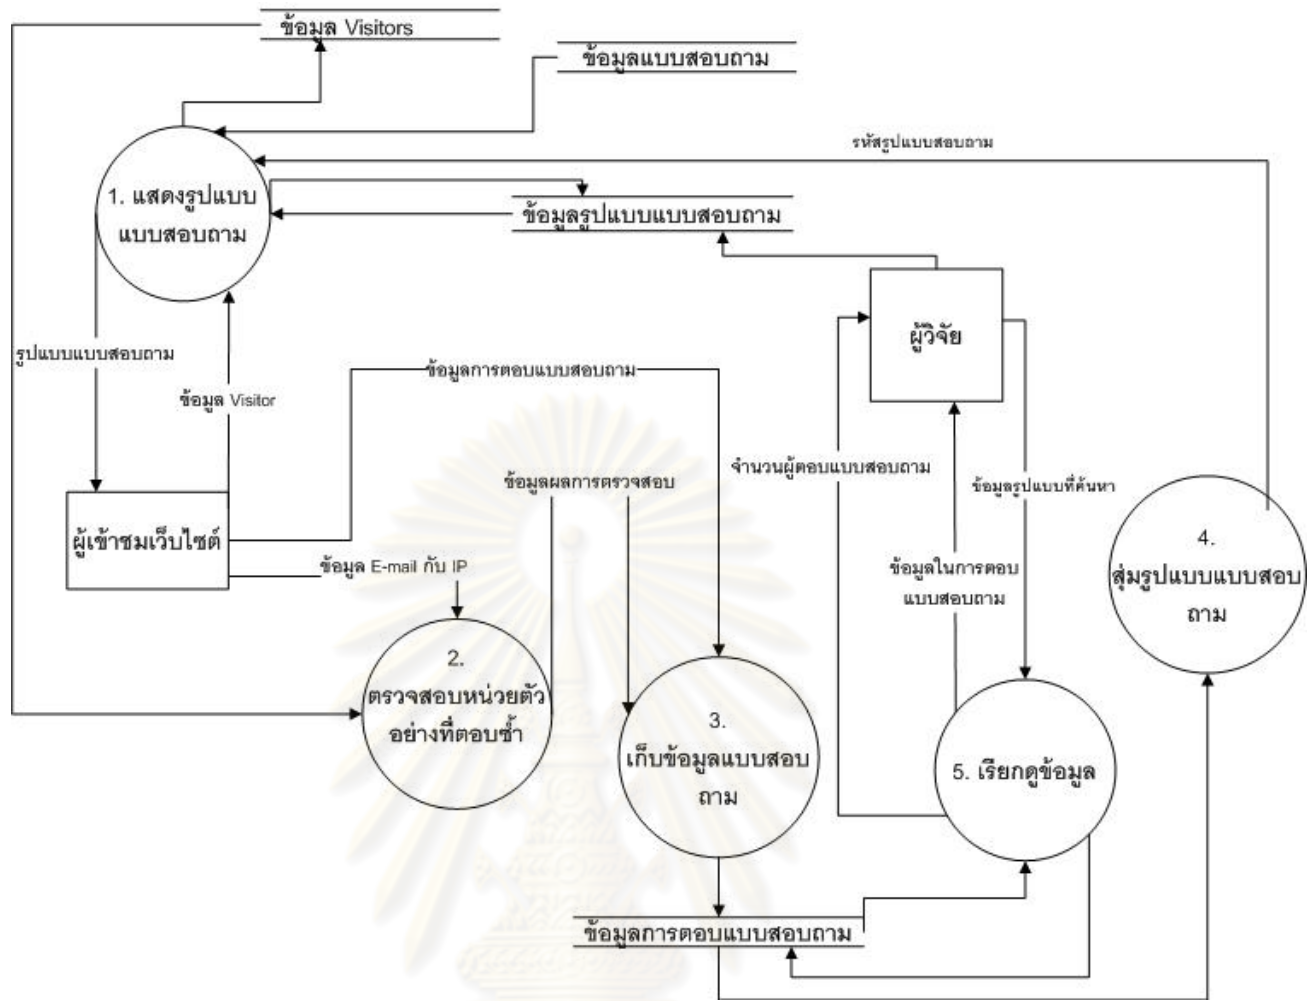 ข้อมูล Visitors
ข้อมูลแบบสอบถาม
รหัสรูปแบบสอบถาม
1. แสดงรูปแบบ
แบบสอบถาม
ข้อมูลรูปแบบแบบสอบถาม
ผู้วิจัย
รูปแบบแบบสอบถาม
ข้อมูล Visitor
ข้อมูลการตอบแบบสอบถาม
จำนวนผู้ตอบแบบสอบถาม
ข้อมูลผลการตรวจสอบ
ข้อมูลรูปแบบที่ค้นหา
ผู้เข้าชมเว็บไซต์
ข้อมูล E-mail กับ IP
ข้อมูลในการตอบ
แบบสอบถาม
4.
สุ่มรูปแบบแบบสอบ
ถาม
2.
ตรวจสอบหน่วยตัว
อย่างที่ตอบซ้ำ
3.
เก็บข้อมูลแบบสอบ
ถาม
5. เรียกดูข้อมูล
ข้อมูลการตอบแบบสอบถาม